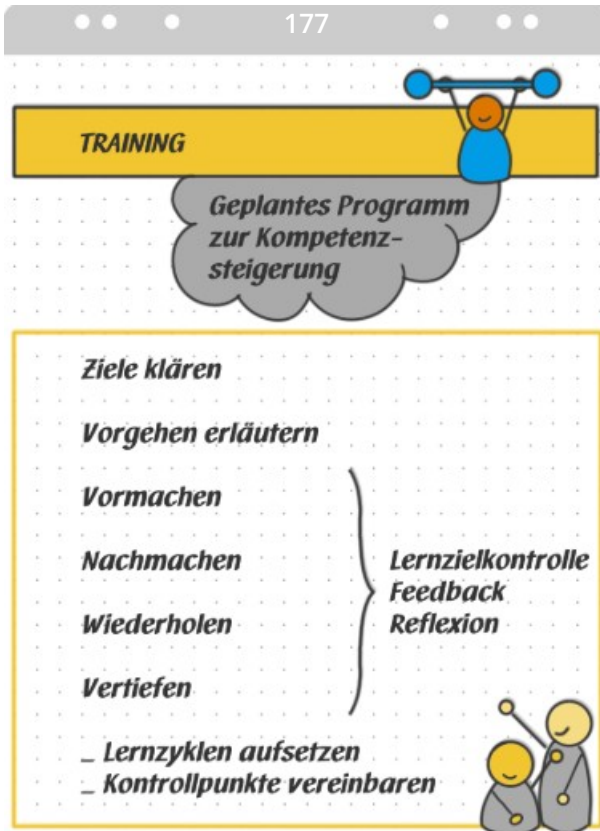 177
TRAINING
Geplantes Programm
zur Kompetenz-
steigerung
Ziele klären
Vorgehen erläutern
Vormachen
Nachmachen
Wiederholen
Vertiefen
Lernzielkontrolle
Feedback
Reflexion
_ Lernzyklen aufsetzen
_ Kontrollpunkte vereinbaren